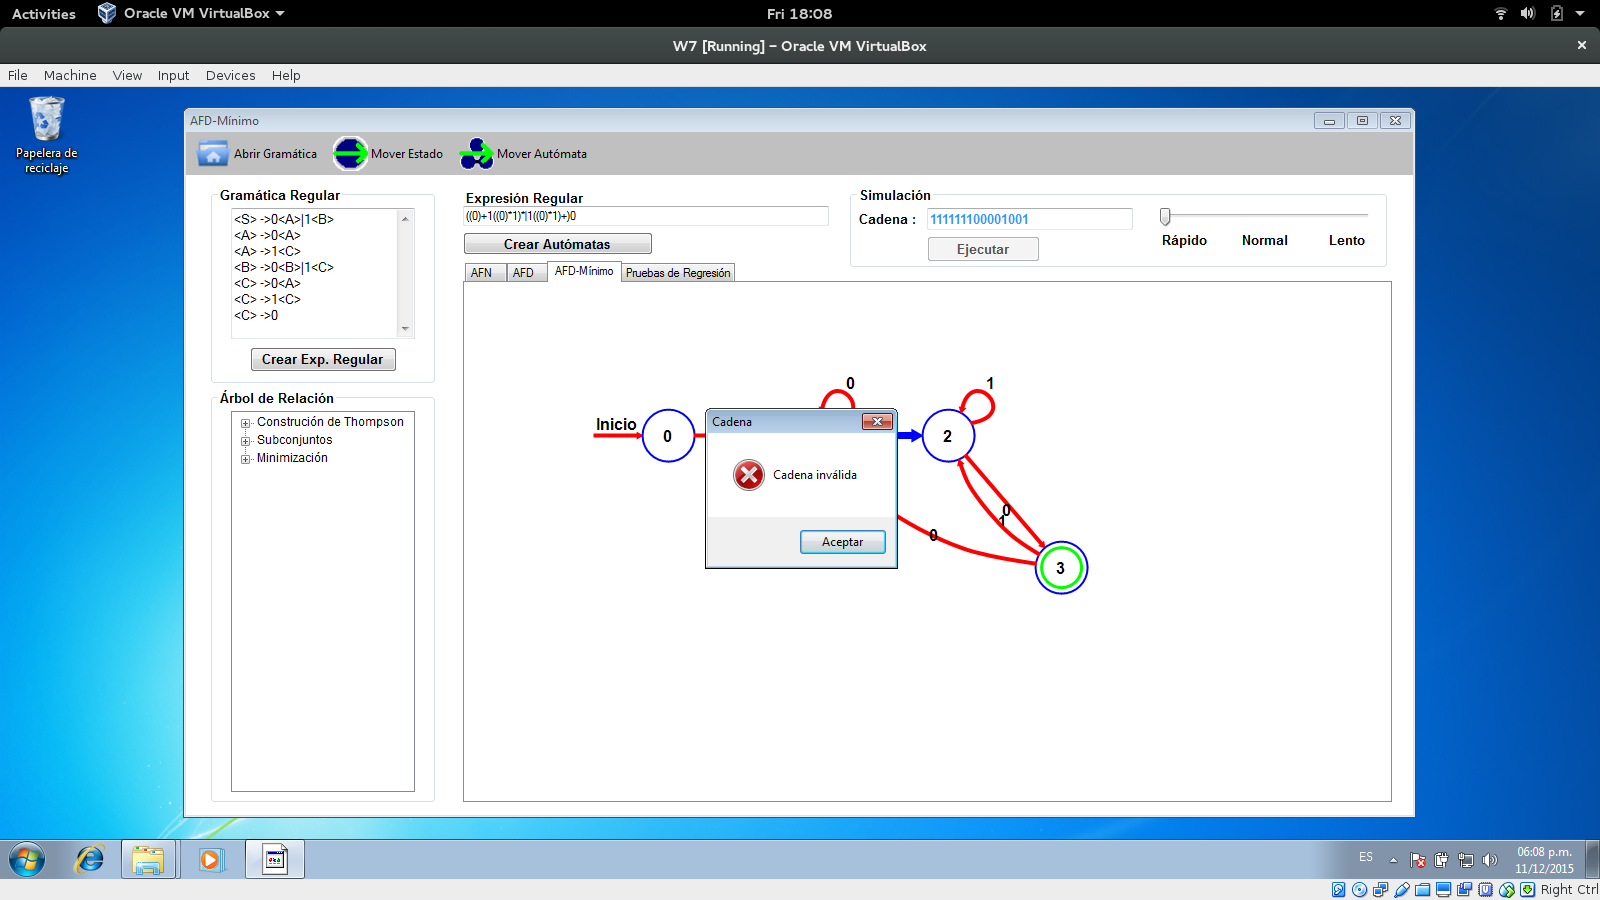 Activities Oracle VM VirtualBox Fri 18:08
W7 [Running] – Oracle VM VirtualBox
File Machine View Input Devices Help
Papelera de
reciclaje
AFD-Mínimo
Abrir Gramática Mover Estado Mover Autómata
Gramática Regular
<S> ->0<A>|1<B>
<A> ->0<A>
<A> ->1<C>
<B> ->0<B>|1<C>
<C> ->0<A>
<C> ->1<C>
<C> ->0
Crear Exp. Regular
Árbol de Relación
Construción de Thompson
Subconjuntos
Minimización
Expresión Regular
((0)+1((0)*1)*|1((0)*1)+)0
Crear Autómatas
Simulación
Cadena : 111111100001001
Ejecutar
Rápido Normal Lento
AFN AFD AFD-Mínimo Pruebas de Regresión
0 1
Inicio 0 2
Cadena
Cadena inválida
Aceptar
0
1
0
3
ES
06:08 p.m.
11/12/2015
Right Ctrl